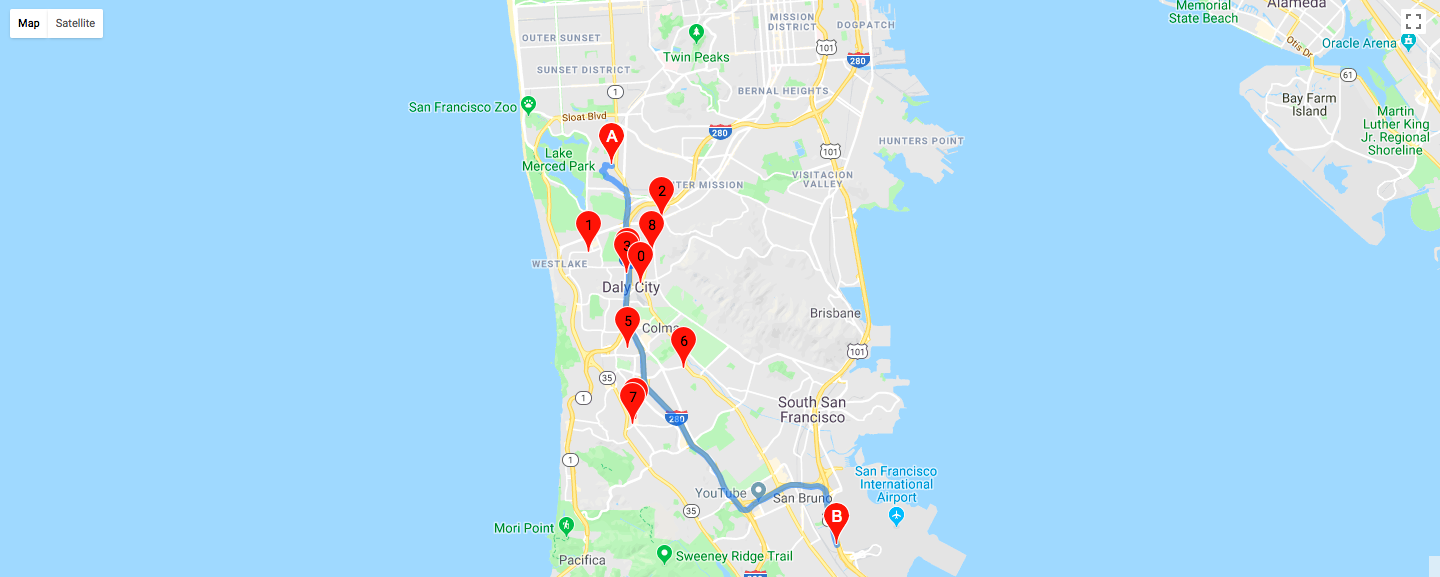 Map
Satellite
MISSION
DISTRICT
DOGPATCH
Memorial
State Beach
Alameda
OUTER SUNSET
101
280
Twin Peaks
Otis Dr
Oracle Arena
SUNSET DISTRICT
61
1
BERNAL HEIGHTS
Bay Farm
Island
San Francisco Zoo
Sloat Blvd
280
Martin
Luther King
Jr. Regional
Shoreline
A
HUNTERS POINT
101
Lake
Merced Park
VISITACION
VALLEY
2
TER MISSION
1
8
3
0
WESTLAKE
Daly City
Brisbane
5
Colma
6
101
35
1
7
280
South San
Francisco
1
San Francisco
International
Airport
YouTube
San Bruno
35
B
Mori Point
Pacifica
Sweeney Ridge Trail
280